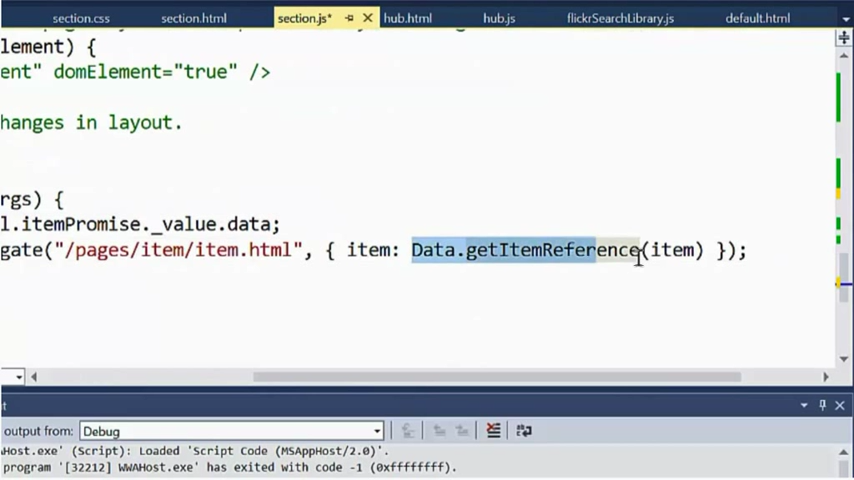 section.css section.html section.js* hub.html hub.js flickrSearchLibrary.js default.html
lement) {
ent" domElement="true" />
hanges in layout.
rgs) {
l.itemPromise._value.data;
gate("/pages/item/item.html", { item: Data.getItemReference(item) });
t
output from: Debug
AHost.exe' (Script): Loaded 'Script Code (MSAppHost/2.0)'.
program '[32212] WWAHost.exe' has exited with code -1 (0xffffffff).